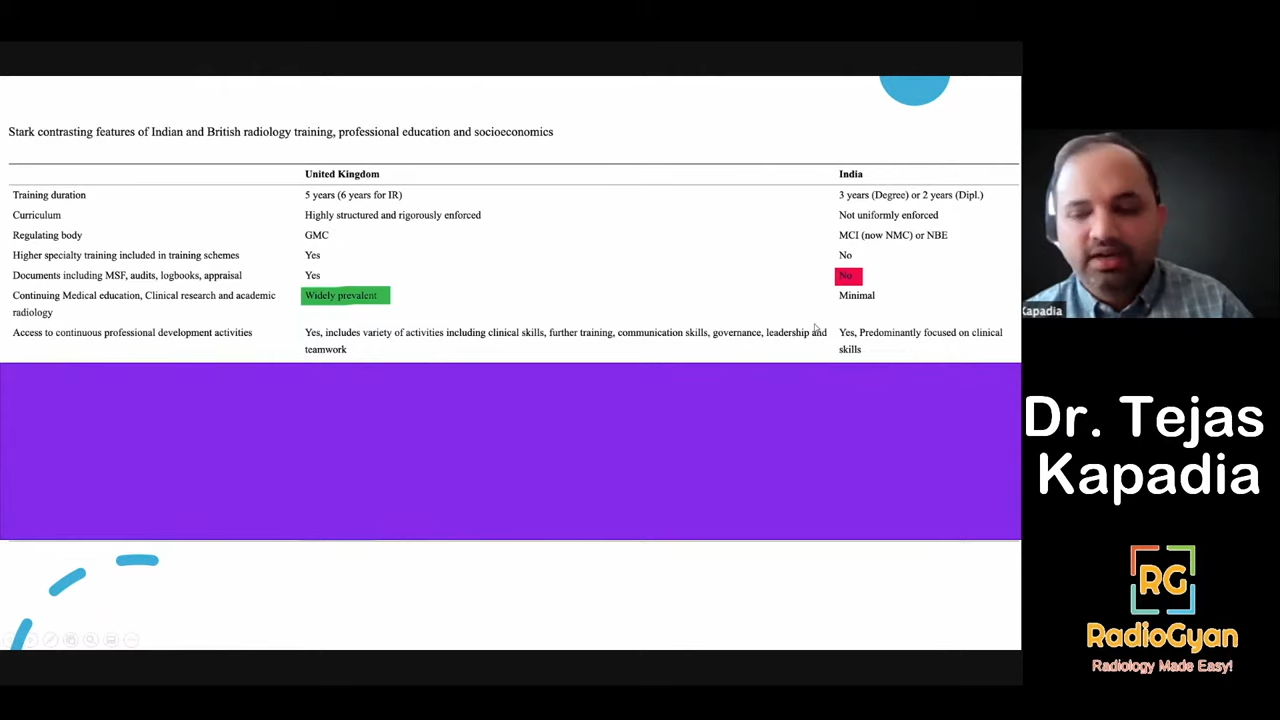 Stark contrasting features of Indian and British radiology training, professional education and socioeconomics
United Kingdom India
Training duration 5 years (6 years for IR) 3 years (Degree) or 2 years (Dipl.)
Curriculum Highly structured and rigorously enforced Not uniformly enforced
Regulating body GMC MCI (now NMC) or NBE
Higher specialty training included in training schemes Yes No
Documents including MSF, audits, logbooks, appraisal Yes No
Continuing Medical education, Clinical research and academic Widely prevalent Minimal
radiology
Access to continuous professional development activities Yes, includes variety of activities including clinical skills, further training, communication skills, governance, leadership and Yes, Predominantly focused on clinical
teamwork skills
Kapadia
Dr. Tejas
Kapadia
RG
RadioGyan
Radiology Made Easy!